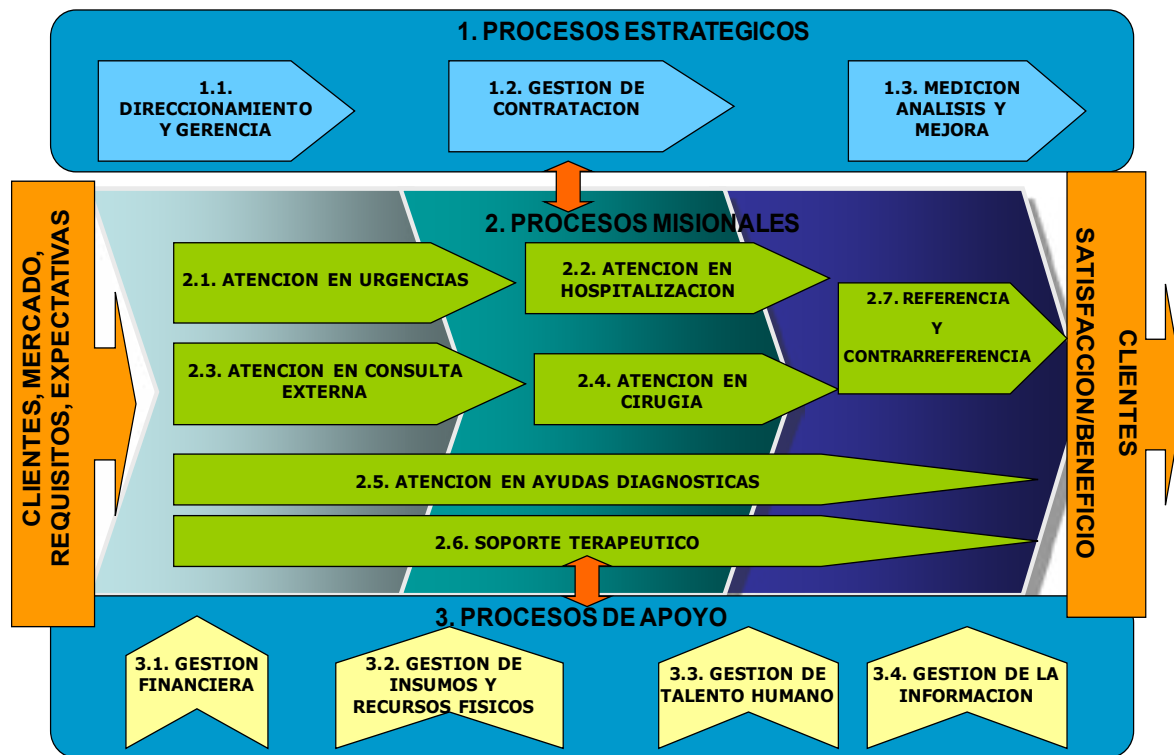 1. PROCESOS ESTRATEGICOS
1.1.
DIRECCIONAMIENTO
Y GERENCIA
1.2. GESTION DE
CONTRATACION
1.3. MEDICION
ANALISIS Y
MEJORA
CLIENTES, MERCADO,
REQUISITOS, EXPECTATIVAS
2. PROCESOS MISIONALES
2.1. ATENCION EN URGENCIAS
2.2. ATENCION EN
HOSPITALIZACION
2.7. REFERENCIA
Y
CONTRARREFERENCIA
2.3. ATENCION EN CONSULTA
EXTERNA
2.4. ATENCION EN
CIRUGIA
2.5. ATENCION EN AYUDAS DIAGNOSTICAS
2.6. SOPORTE TERAPEUTICO
CLIENTES
SATISFACCION/BENEFICIO
3. PROCESOS DE APOYO
3.1. GESTION
FINANCIERA
3.2. GESTION DE
INSUMOS Y
RECURSOS FISICOS
3.3. GESTION DE
TALENTO HUMANO
3.4. GESTION DE LA
INFORMACION